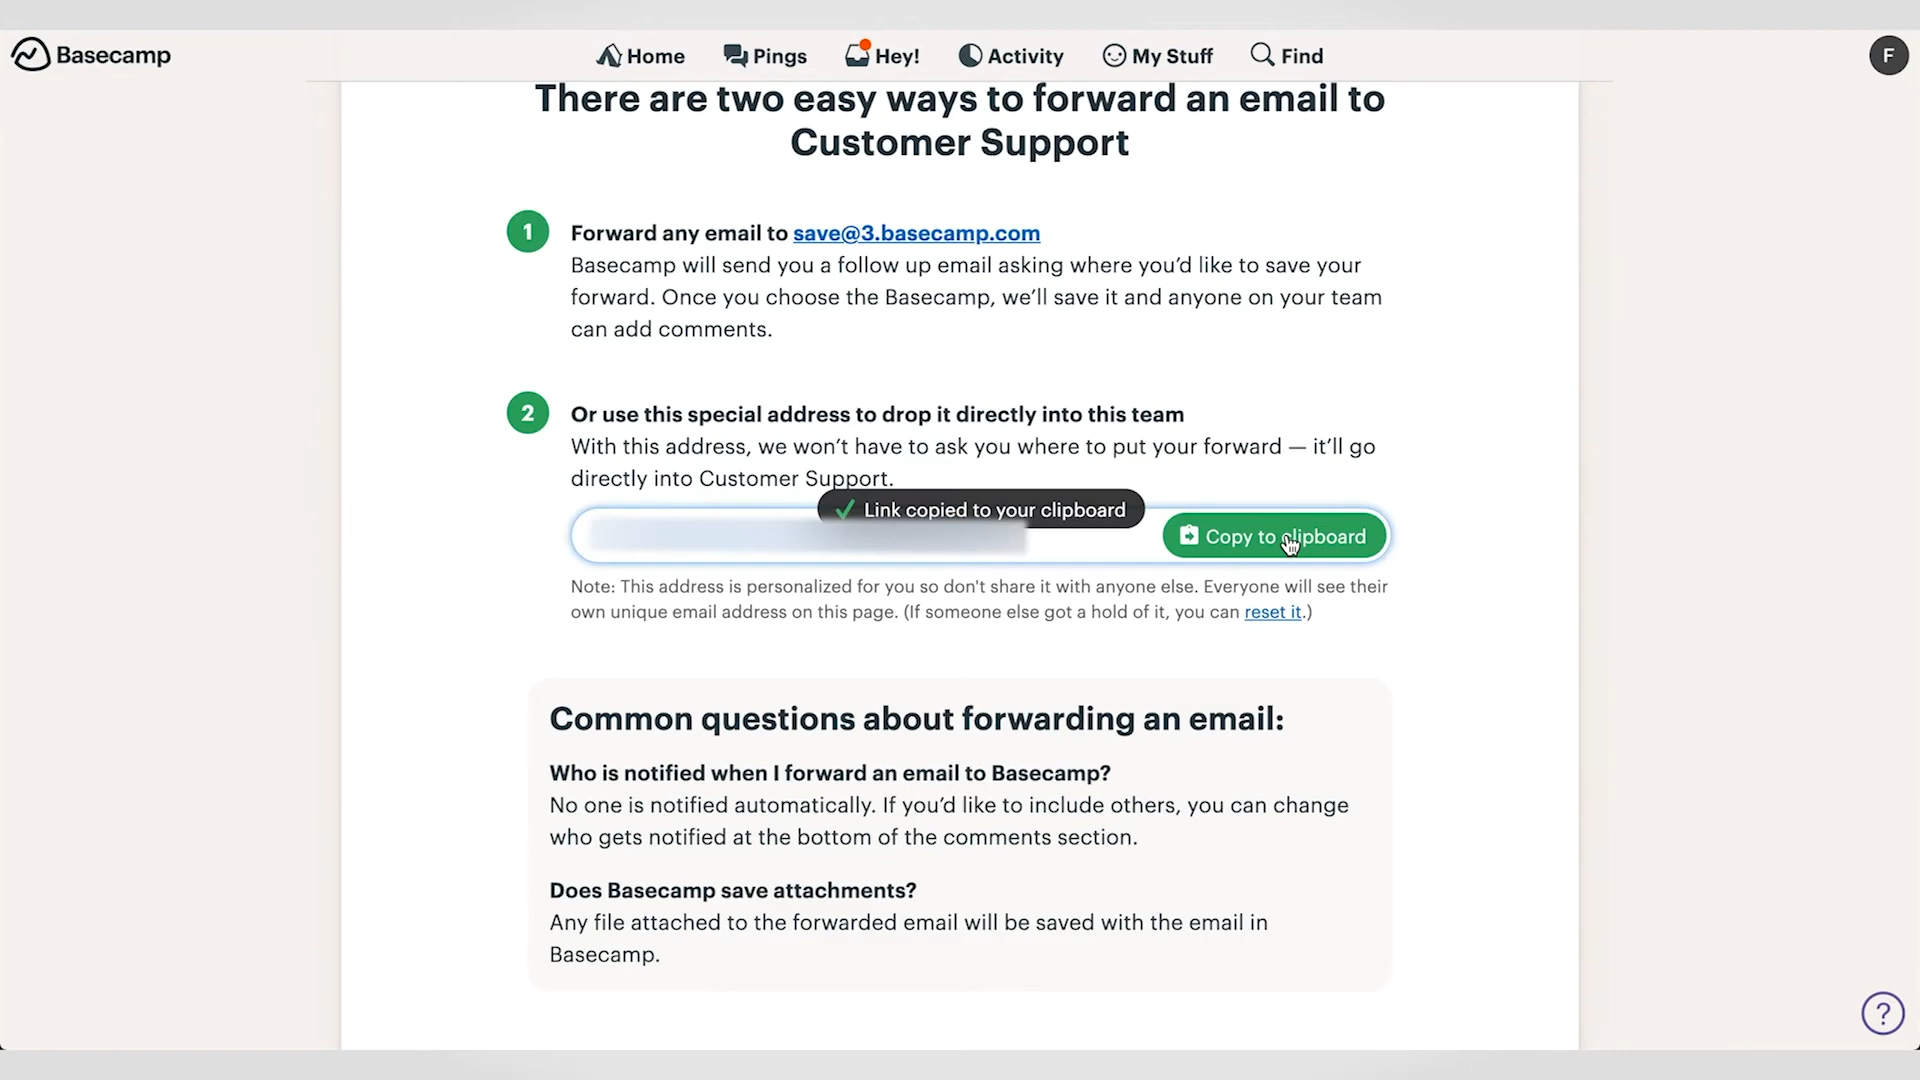 Basecamp
Home
Pings
Hey!
Activity
My Stuff
Find
F
There are two easy ways to forward an email to
Customer Support
1
Forward any email to save@3.basecamp.com
Basecamp will send you a follow up email asking where you’d like to save your
forward. Once you choose the Basecamp, we’ll save it and anyone on your team
can add comments.
2
Or use this special address to drop it directly into this team
With this address, we won’t have to ask you where to put your forward — it’ll go
directly into Customer Support.
Link copied to your clipboard
Copy to clipboard
Note: This address is personalized for you so don't share it with anyone else. Everyone will see their
own unique email address on this page. (If someone else got a hold of it, you can reset it.)
Common questions about forwarding an email:
Who is notified when I forward an email to Basecamp?
No one is notified automatically. If you’d like to include others, you can change
who gets notified at the bottom of the comments section.
Does Basecamp save attachments?
Any file attached to the forwarded email will be saved with the email in
Basecamp.
?